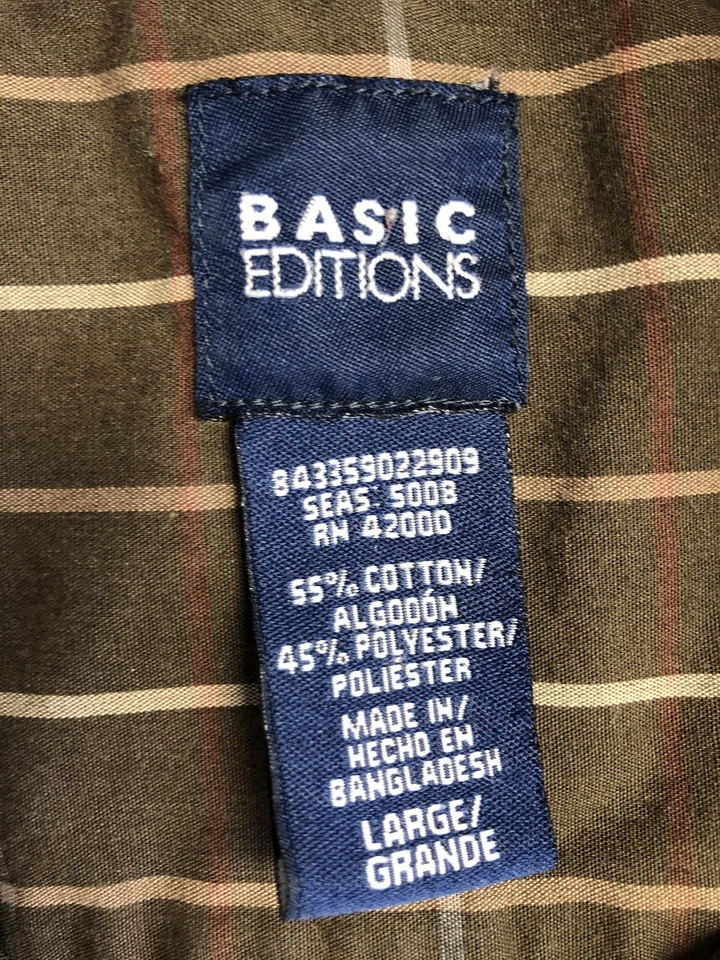 BASIC
EDITIONS
843359022909
SEAS 5008
RN 42000
55% COTTON/
ALGODÓN
45% POLYESTER/
POLIÉSTER
MADE IN/
HECHO EN
BANGLADESH
LARGE/
GRANDE